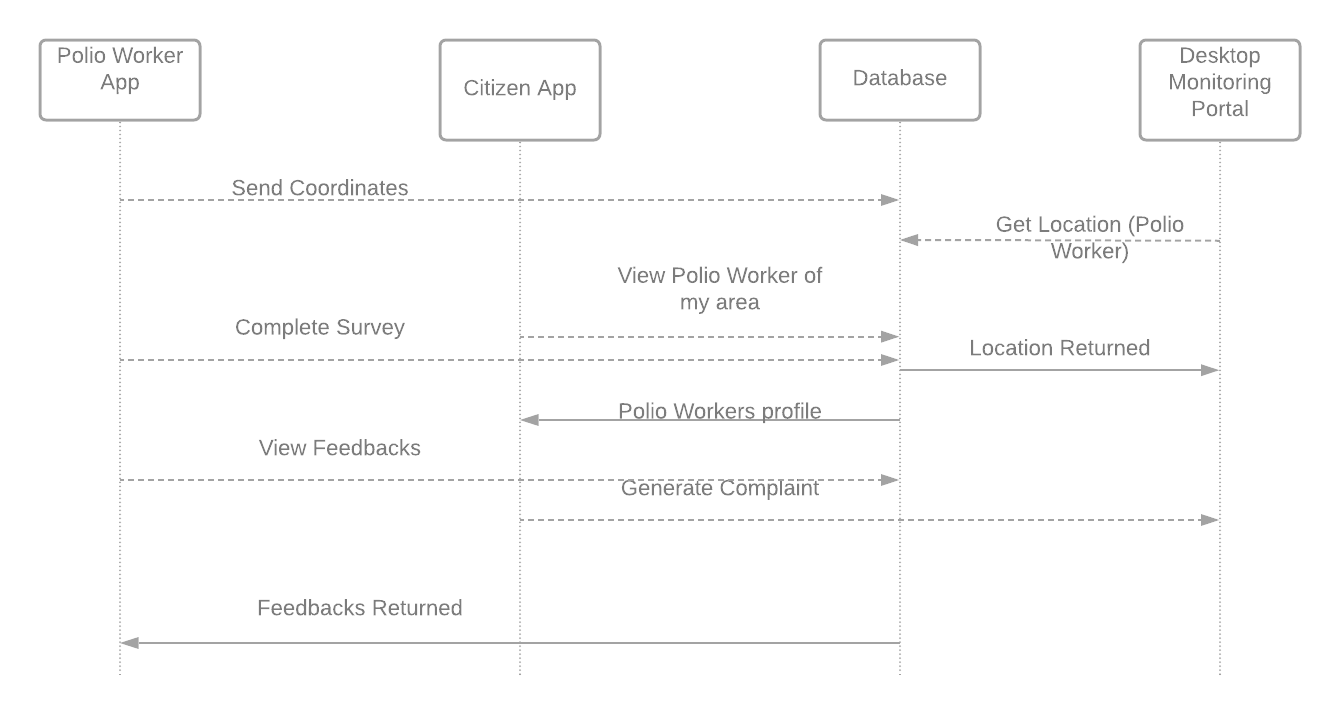 Polio Worker
App
Citizen App
Database
Desktop
Monitoring
Portal
Send Coordinates
Get Location (Polio
Worker)
View Polio Worker of
my area
Complete Survey
Location Returned
Polio Workers profile
View Feedbacks
Generate Complaint
Feedbacks Returned